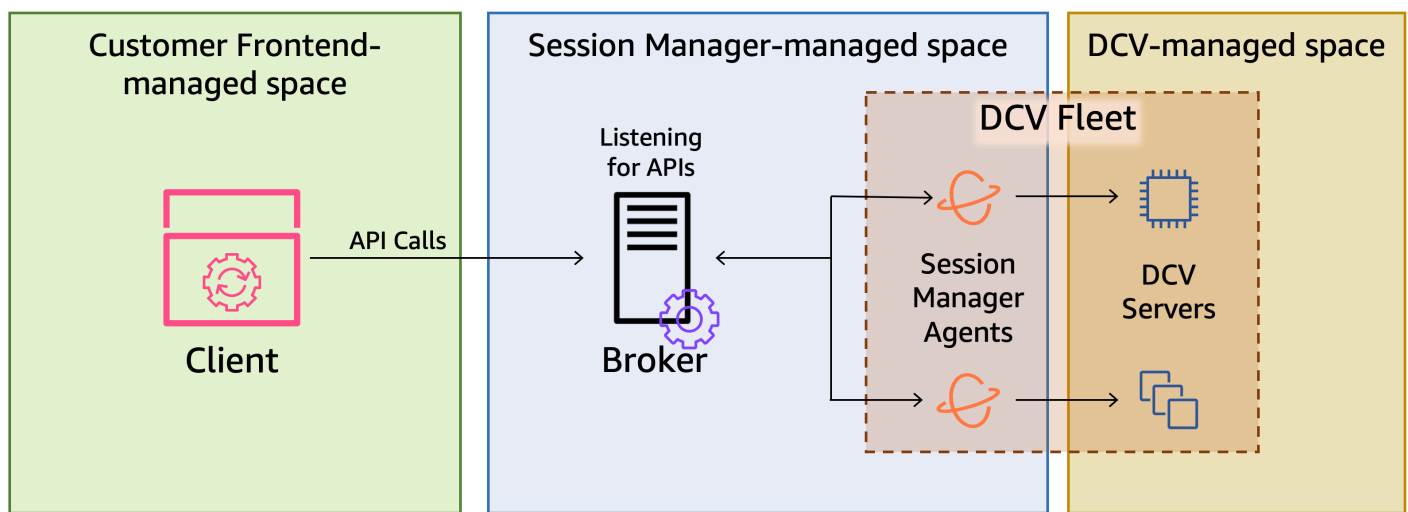 Customer Frontend-
managed space
Session Manager-managed space
DCV-managed space
DCV Fleet
Listening
for APIs
API Calls
Session
Manager
Agents
DCV
Servers
Client
Broker